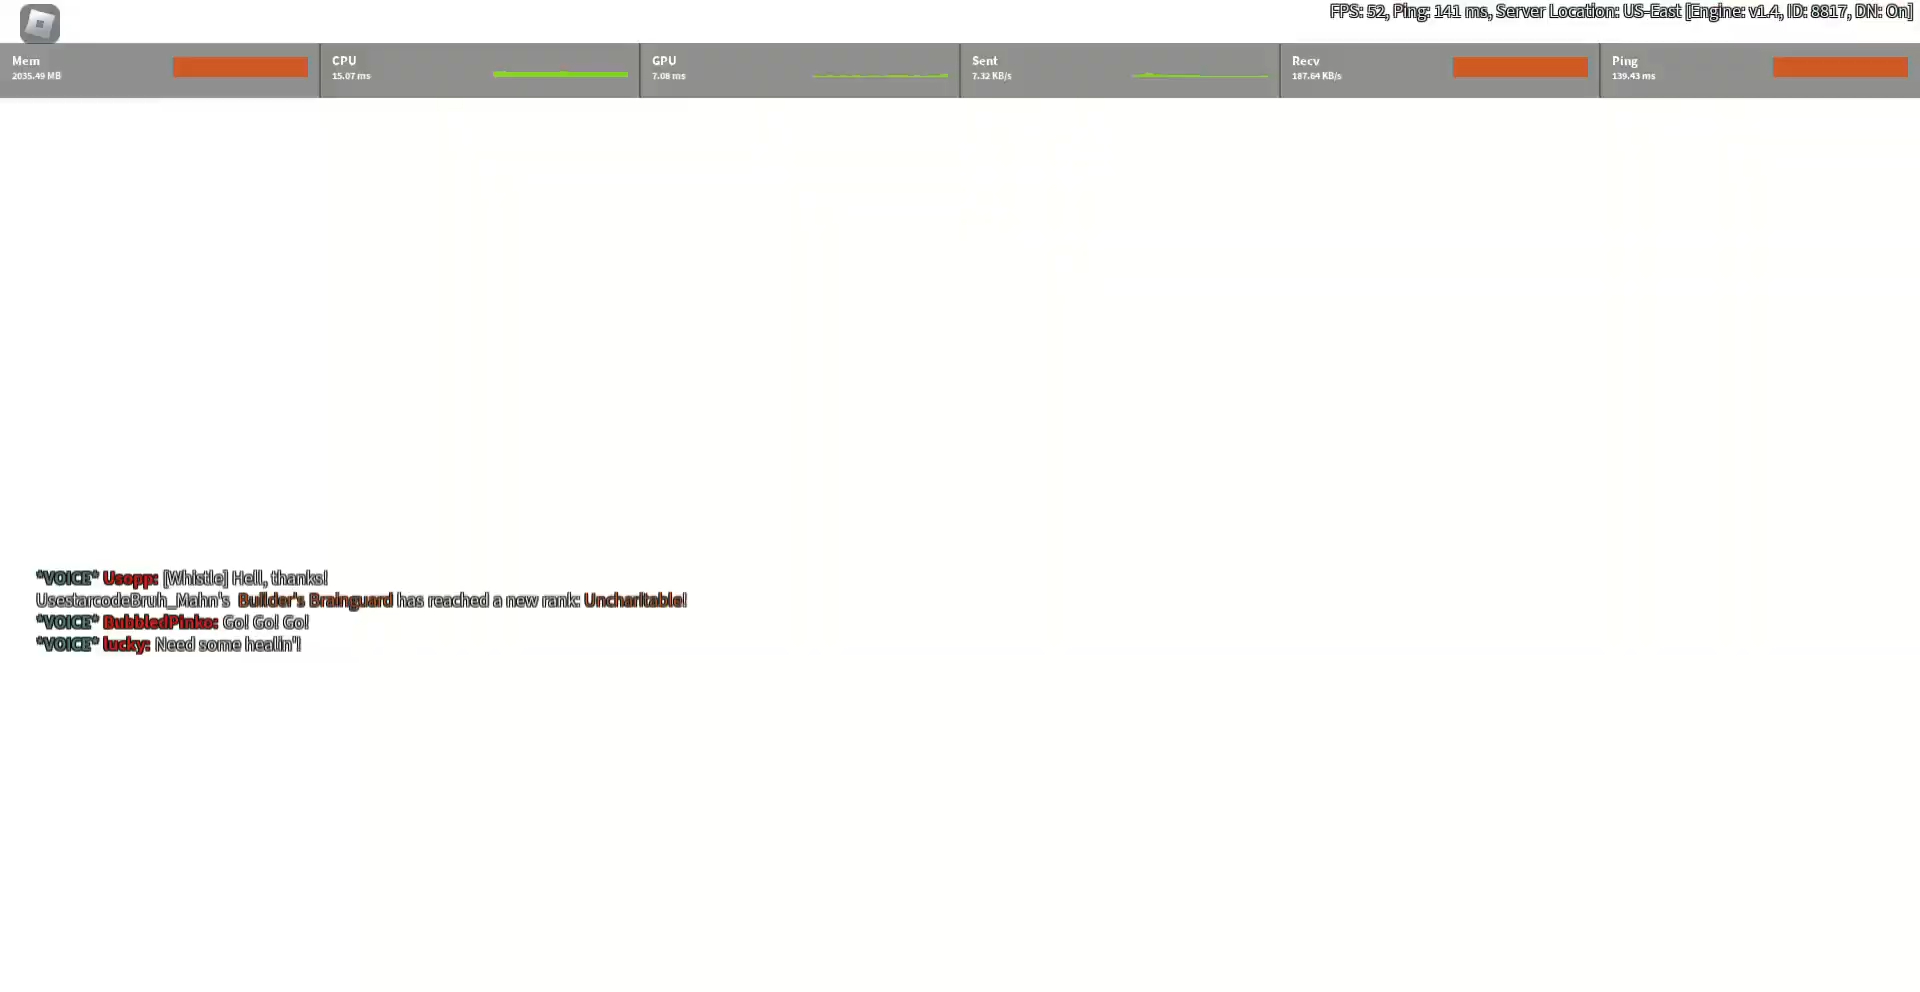 FPS: 52, Ping: 141 ms, Server Location: US-East [Engine: v1.4, ID: 8817, DN: On]
Mem
2035.49 MB
CPU
15.07 ms
GPU
7.08 ms
Sent
7.32 KB/s
Recv
187.64 KB/s
Ping
139.43 ms
*VOICE* Usopp: [Whistle] Hell, thanks!
UsestarcodeBruh_Mahn's Builder's Brainguard has reached a new rank: Uncharitable!
*VOICE* BubbledPinko: Go! Go! Go!
*VOICE* lucky: Need some healin'!